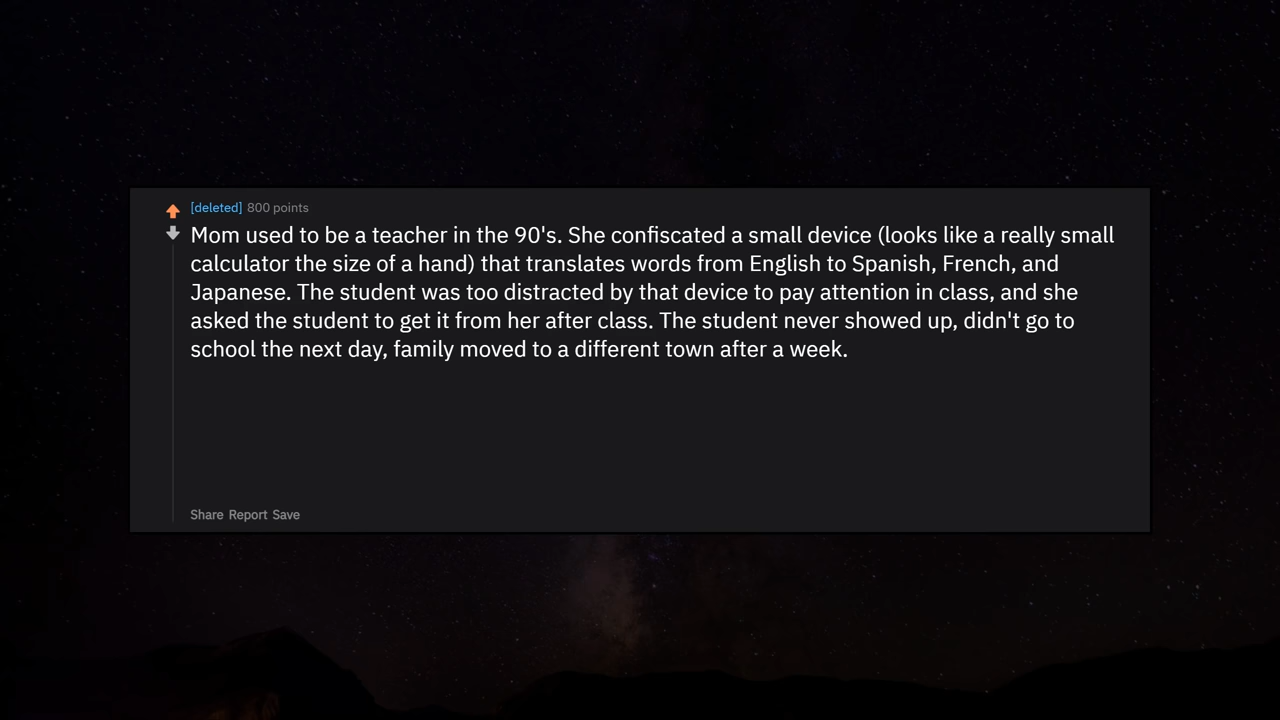 [deleted] 800 points
Mom used to be a teacher in the 90's. She confiscated a small device (looks like a really small
calculator the size of a hand) that translates words from English to Spanish, French, and
Japanese. The student was too distracted by that device to pay attention in class, and she
asked the student to get it from her after class. The student never showed up, didn't go to
school the next day, family moved to a different town after a week.
Share Report Save